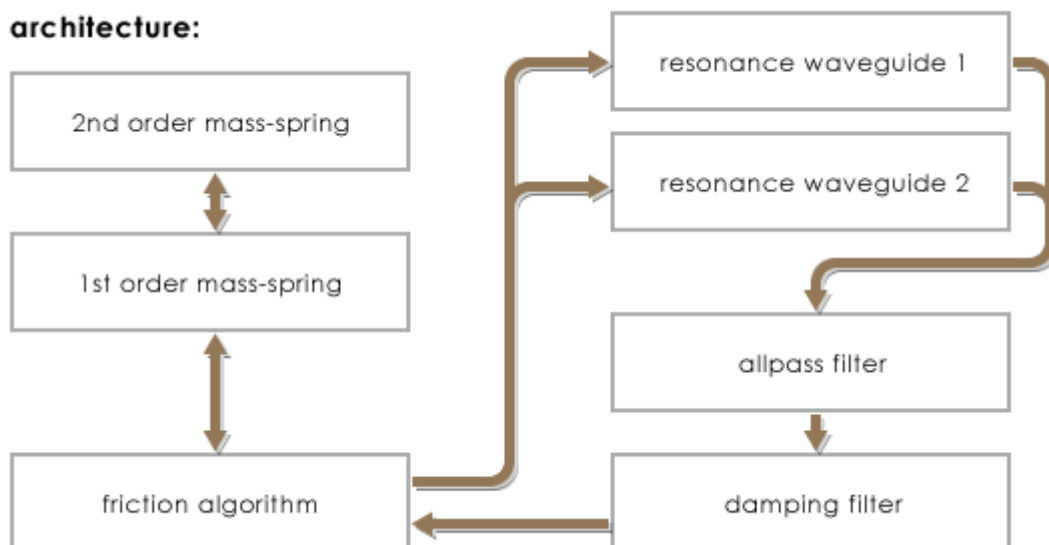 architecture:
2nd order mass-spring
1st order mass-spring
friction algorithm
resonance waveguide 1
resonance waveguide 2
allpass filter
damping filter